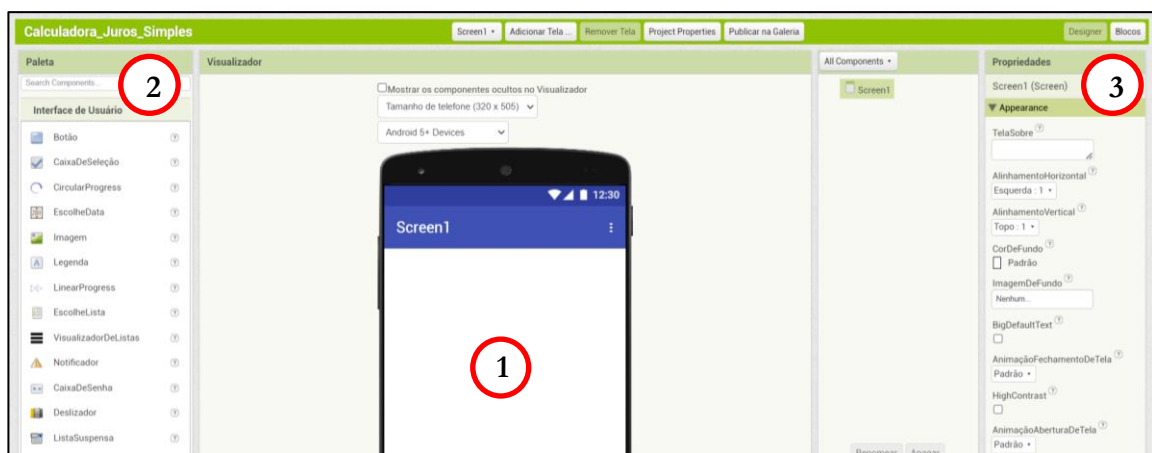 Calculadora_Juros_Simples
Screen1
Adicionar Tela ...
Remover Tela
Project Properties
Publicar na Galeria
Designer
Blocos
Paleta
Search Components...
2
Interface de Usuário
Botão
CaixaDeSeleção
CircularProgress
EscolheData
Imagem
Legenda
LinearProgress
EscolheLista
VisualizadorDeListas
Notificador
CaixaDeSenha
Deslizador
ListaSuspensa
Visualizador
Mostrar os componentes ocultos no Visualizador
Tamanho de telefone (320 x 505)
Android 5+ Devices
12:30
Screen1
1
All Components
Screen1
Renomear
Apagar
Propriedades
Screen1 (Screen)
3
Appearance
TelaSobre
AlinhamentoHorizontal
Esquerda : 1
AlinhamentoVertical
Topo : 1
CorDeFundo
Padrão
ImagemDeFundo
Nenhum...
BigDefaultText
AnimaçãoFechamentoDeTela
Padrão
HighContrast
AnimaçãoAberturaDeTela
Padrão